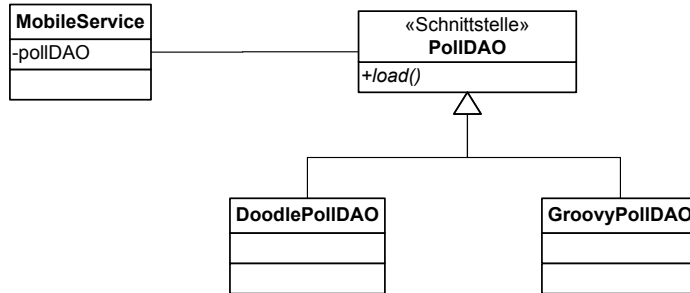 MobileService
-pollDAO
«Schnittstelle»
PollDAO
+load()
DoodlePollDAO
GroovyPollDAO